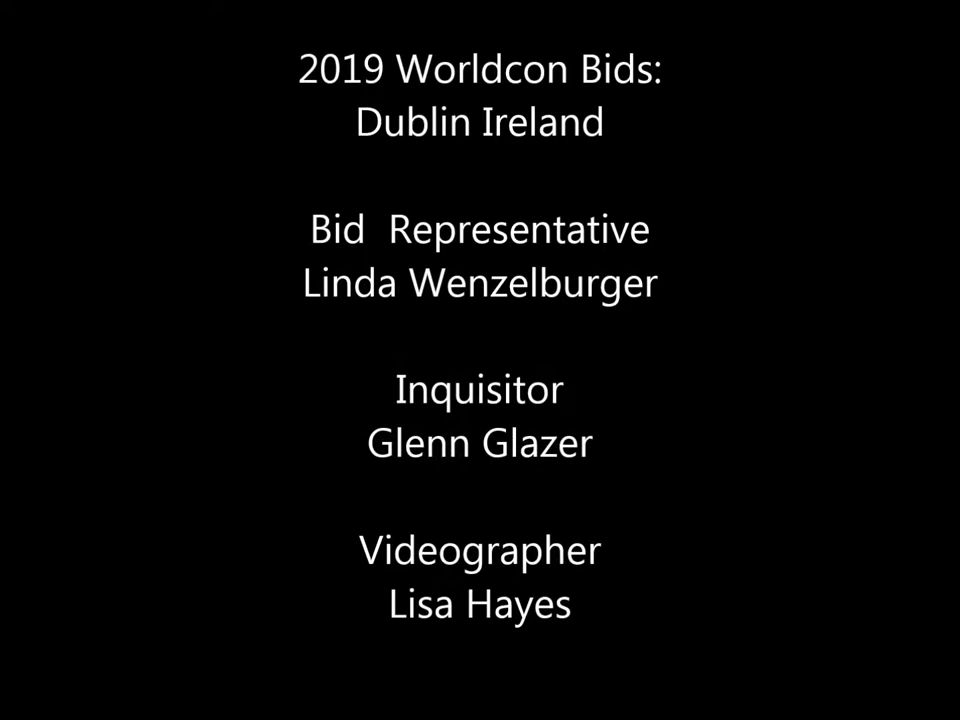 2019 Worldcon Bids:
Dublin Ireland
Bid  Representative
Linda Wenzelburger
Inquisitor
Glenn Glazer
Videographer
Lisa Hayes